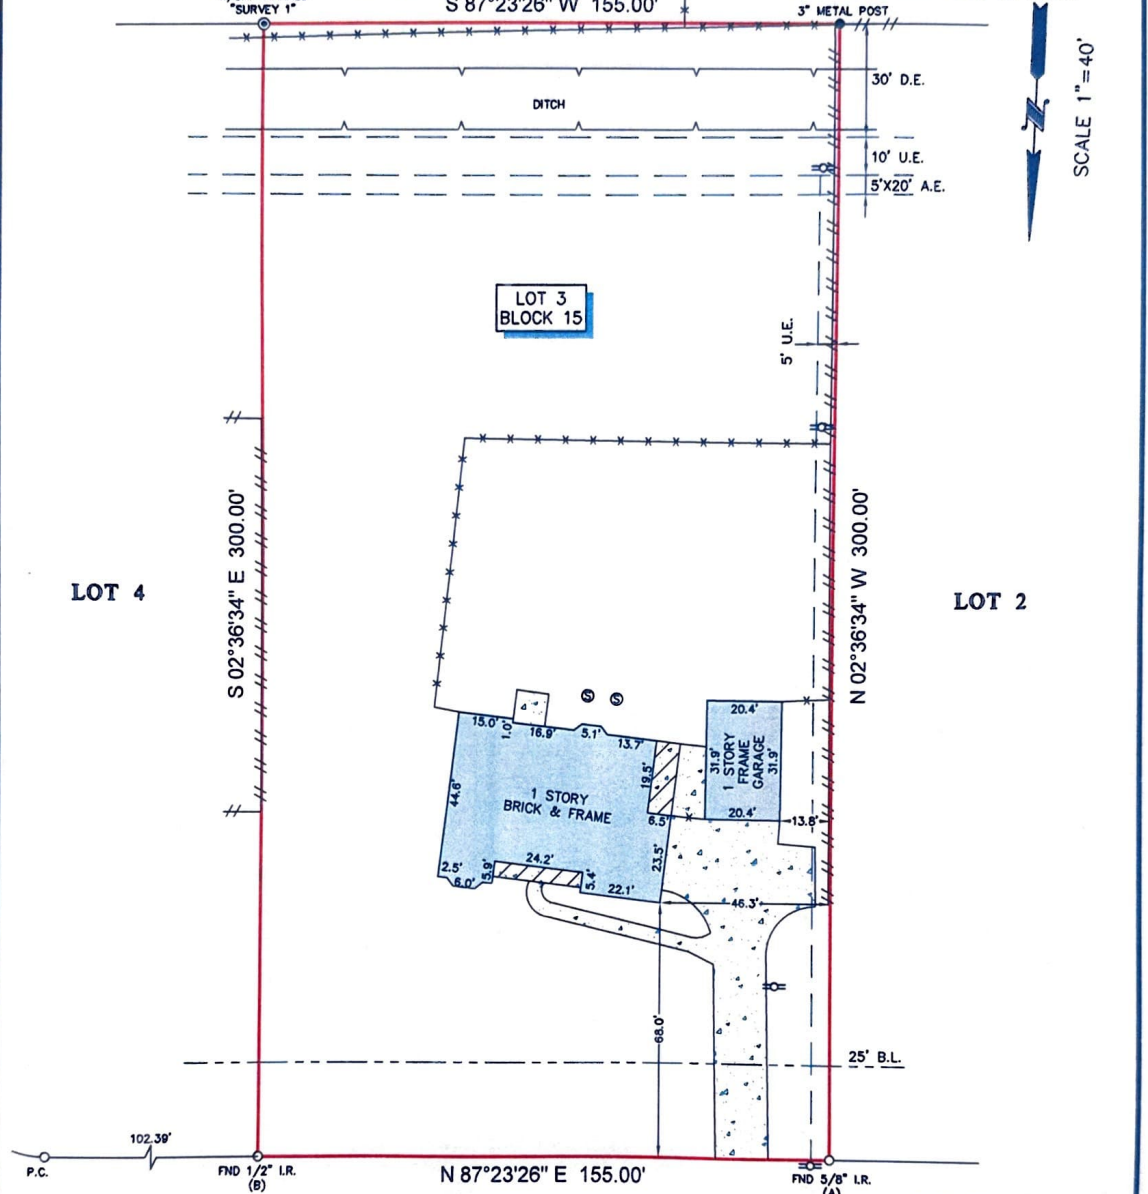 "SURVEY 1"
S 87°23'26" W 155.00'
3" METAL POST
30' D.E.
DITCH
10' U.E.
5'X20' A.E.
SCALE 1"=40'
LOT 3
BLOCK 15
5' U.E.
S 02°36'34" E 300.00'
N 02°36'34" W 300.00'
LOT 4
LOT 2
S
S
15.0'
1.0'
16.9'
5.1'
13.7'
20.4'
31.9'
1 STORY
FRAME
GARAGE
31.9'
20.4'
13.8'
19.5'
6.5'
44.6'
1 STORY
BRICK & FRAME
23.5'
24.2'
2.5'
6.0'
5.9'
5.4'
22.1'
46.3'
68.0'
25' B.L.
102.39'
P.C.
FND 1/2" I.R.
(B)
N 87°23'26" E 155.00'
FND 5/8" I.R.
(A)